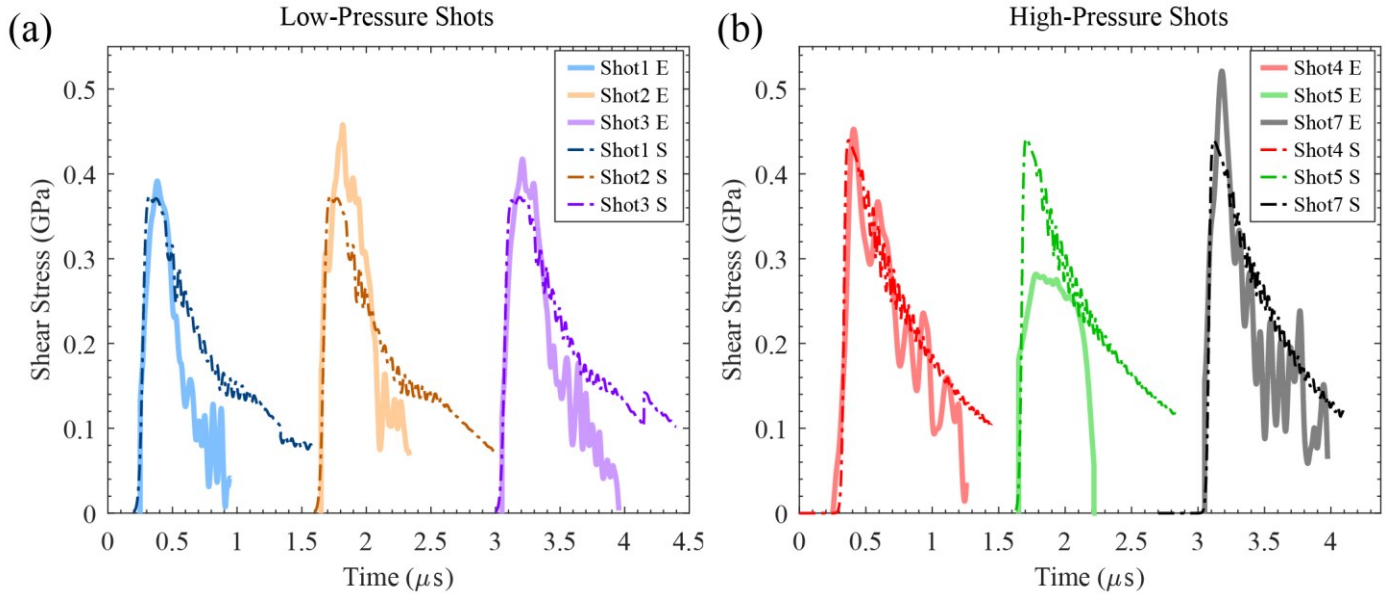 (a)
Low-Pressure Shots
Shear Stress (GPa)
0.5
0.4
0.3
0.2
0.1
0
0
0.5
1
1.5
2
2.5
3
3.5
4
4.5
Time (μs)
Shot1 E
Shot2 E
Shot3 E
Shot1 S
Shot2 S
Shot3 S
(b)
High-Pressure Shots
Shear Stress (GPa)
0.5
0.4
0.3
0.2
0.1
0
0
0.5
1
1.5
2
2.5
3
3.5
4
Time (μs)
Shot4 E
Shot5 E
Shot7 E
Shot4 S
Shot5 S
Shot7 S